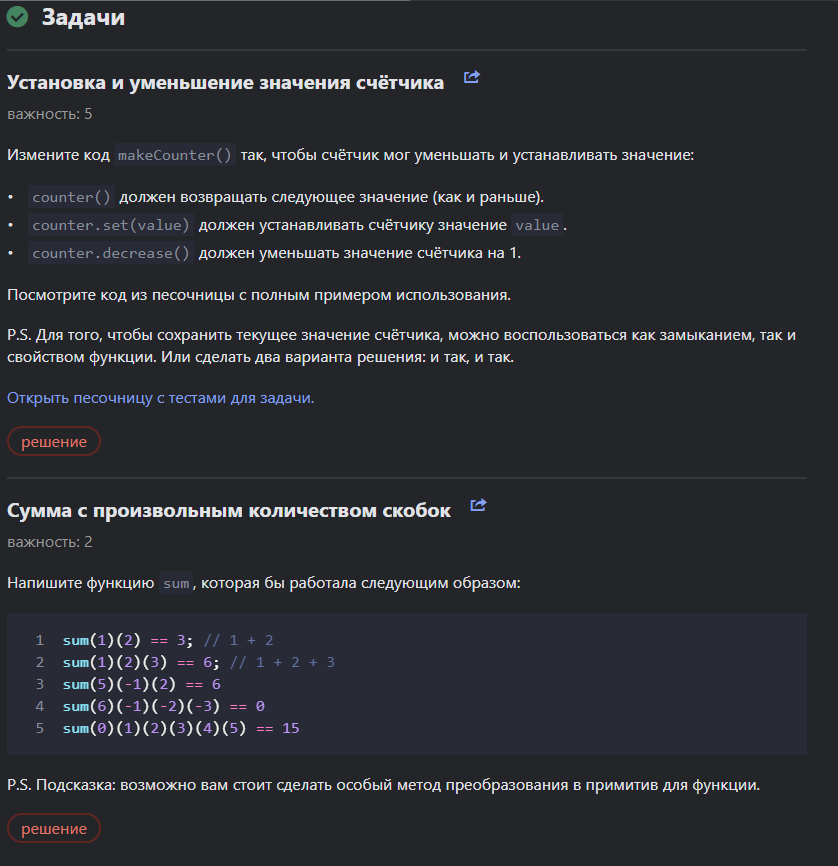 Задачи
Установка и уменьшение значения счётчика
важность: 5
Измените код makeCounter() так, чтобы счётчик мог уменьшать и устанавливать значение:
• counter() должен возвращать следующее значение (как и раньше).
• counter.set(value) должен устанавливать счётчику значение value.
• counter.decrease() должен уменьшать значение счётчика на 1.
Посмотрите код из песочницы с полным примером использования.
P.S. Для того, чтобы сохранить текущее значение счётчика, можно воспользоваться как замыканием, так и
свойством функции. Или сделать два варианта решения: и так, и так.
Открыть песочницу с тестами для задачи.
решение
Сумма с произвольным количеством скобок
важность: 2
Напишите функцию sum, которая бы работала следующим образом:
1 sum(1)(2) == 3; // 1 + 2
2 sum(1)(2)(3) == 6; // 1 + 2 + 3
3 sum(5)(-1)(2) == 6
4 sum(6)(-1)(-2)(-3) == 0
5 sum(0)(1)(2)(3)(4)(5) == 15
P.S. Подсказка: возможно вам стоит сделать особый метод преобразования в примитив для функции.
решение